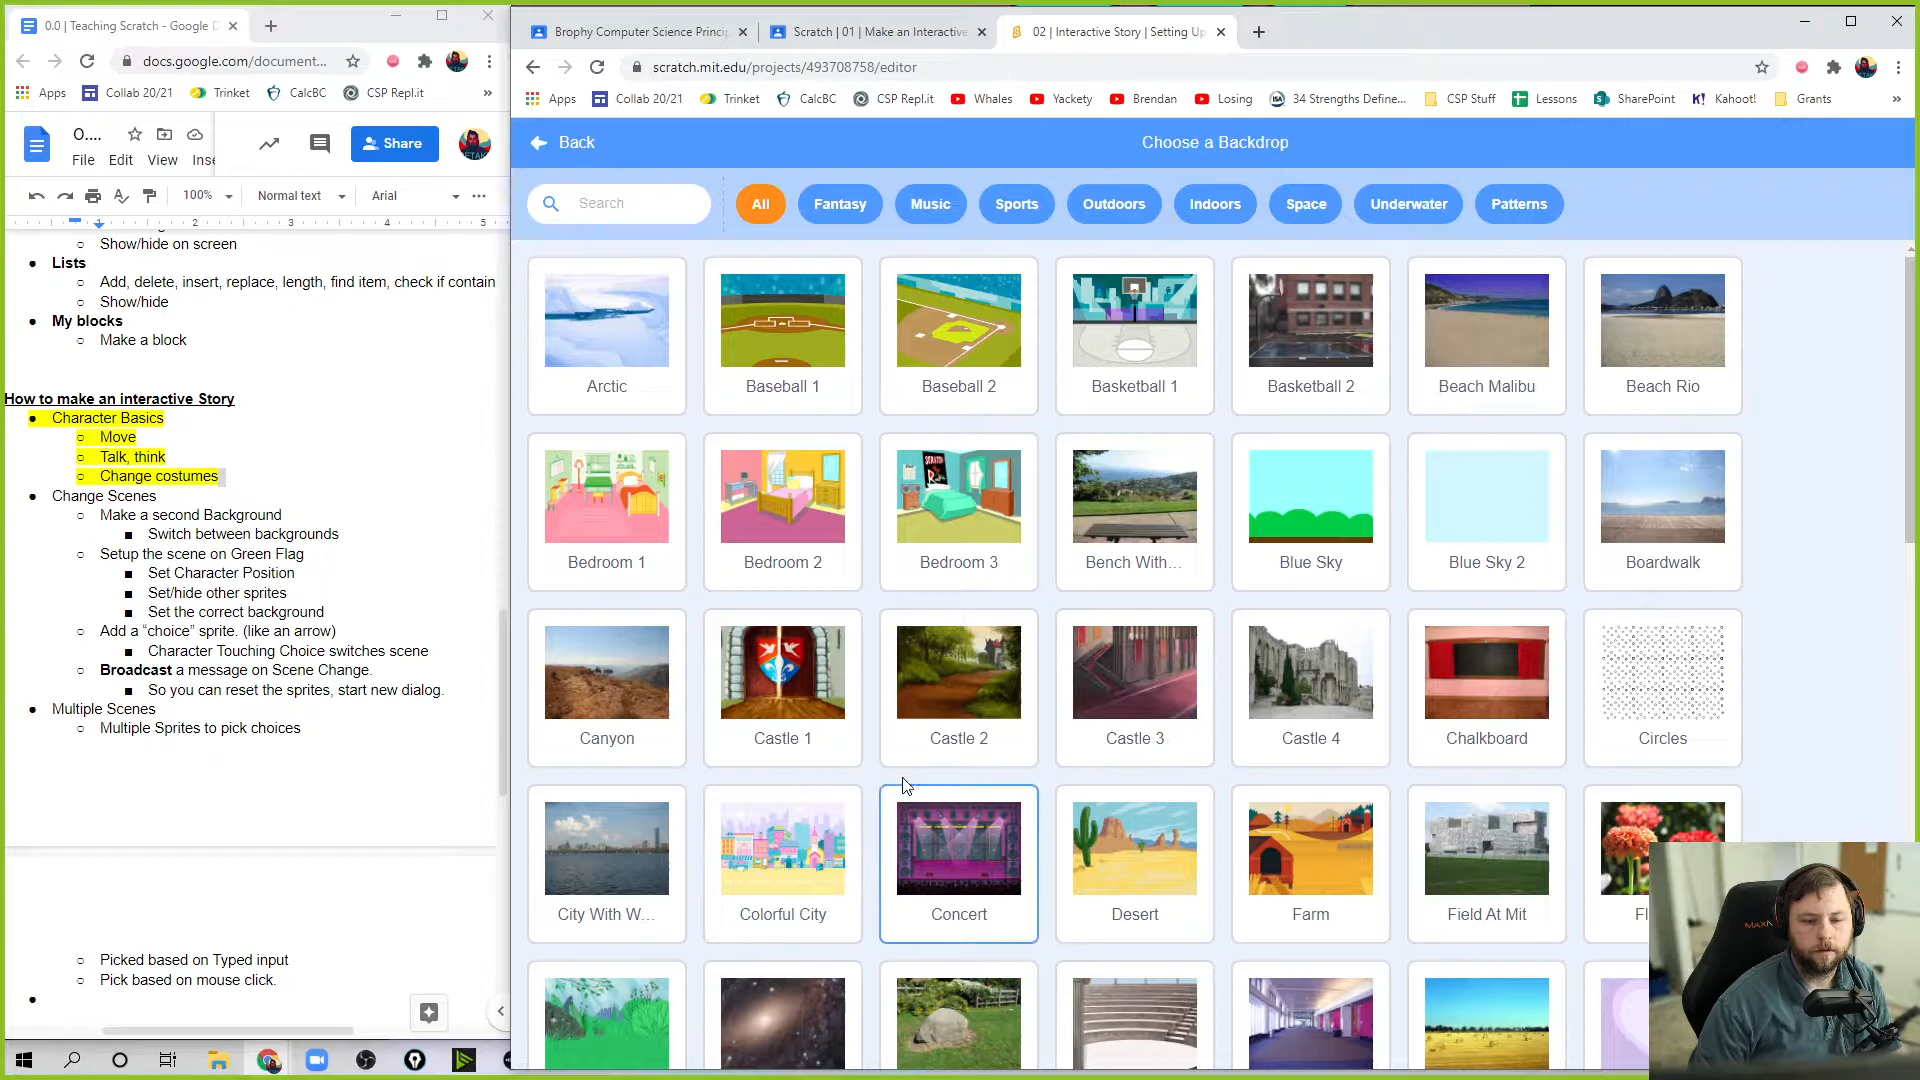 0.0 | Teaching Scratch - Google D
docs.google.com/document...
Apps
Collab 20/21
Trinket
CalcBC
CSP Repl.it
»
O....
Share
File
Edit
View
Inse
100%
Normal text
Arial
2
3
4
5
○ Show/hide on screen
● Lists
○ Add, delete, insert, replace, length, find item, check if contain
○ Show/hide
● My blocks
○ Make a block
How to make an interactive Story
● Character Basics
○ Move
○ Talk, think
○ Change costumes
● Change Scenes
○ Make a second Background
■ Switch between backgrounds
○ Setup the scene on Green Flag
■ Set Character Position
■ Set/hide other sprites
■ Set the correct background
○ Add a “choice” sprite. (like an arrow)
■ Character Touching Choice switches scene
○ Broadcast a message on Scene Change.
■ So you can reset the sprites, start new dialog.
● Multiple Scenes
○ Multiple Sprites to pick choices
○ Picked based on Typed input
○ Pick based on mouse click.
●
Brophy Computer Science Princip
Scratch | 01 | Make an Interactive
02 | Interactive Story | Setting Up
scratch.mit.edu/projects/493708758/editor
Apps
Collab 20/21
Trinket
CalcBC
CSP Repl.it
Whales
Yackety
Brendan
Losing
34 Strengths Define...
CSP Stuff
Lessons
SharePoint
K! Kahoot!
Grants
»
Back
Choose a Backdrop
Search
All
Fantasy
Music
Sports
Outdoors
Indoors
Space
Underwater
Patterns
Arctic
Baseball 1
Baseball 2
Basketball 1
Basketball 2
Beach Malibu
Beach Rio
Bedroom 1
Bedroom 2
Bedroom 3
Bench With...
Blue Sky
Blue Sky 2
Boardwalk
Canyon
Castle 1
Castle 2
Castle 3
Castle 4
Chalkboard
Circles
City With W...
Colorful City
Concert
Desert
Farm
Field At Mit
Fl